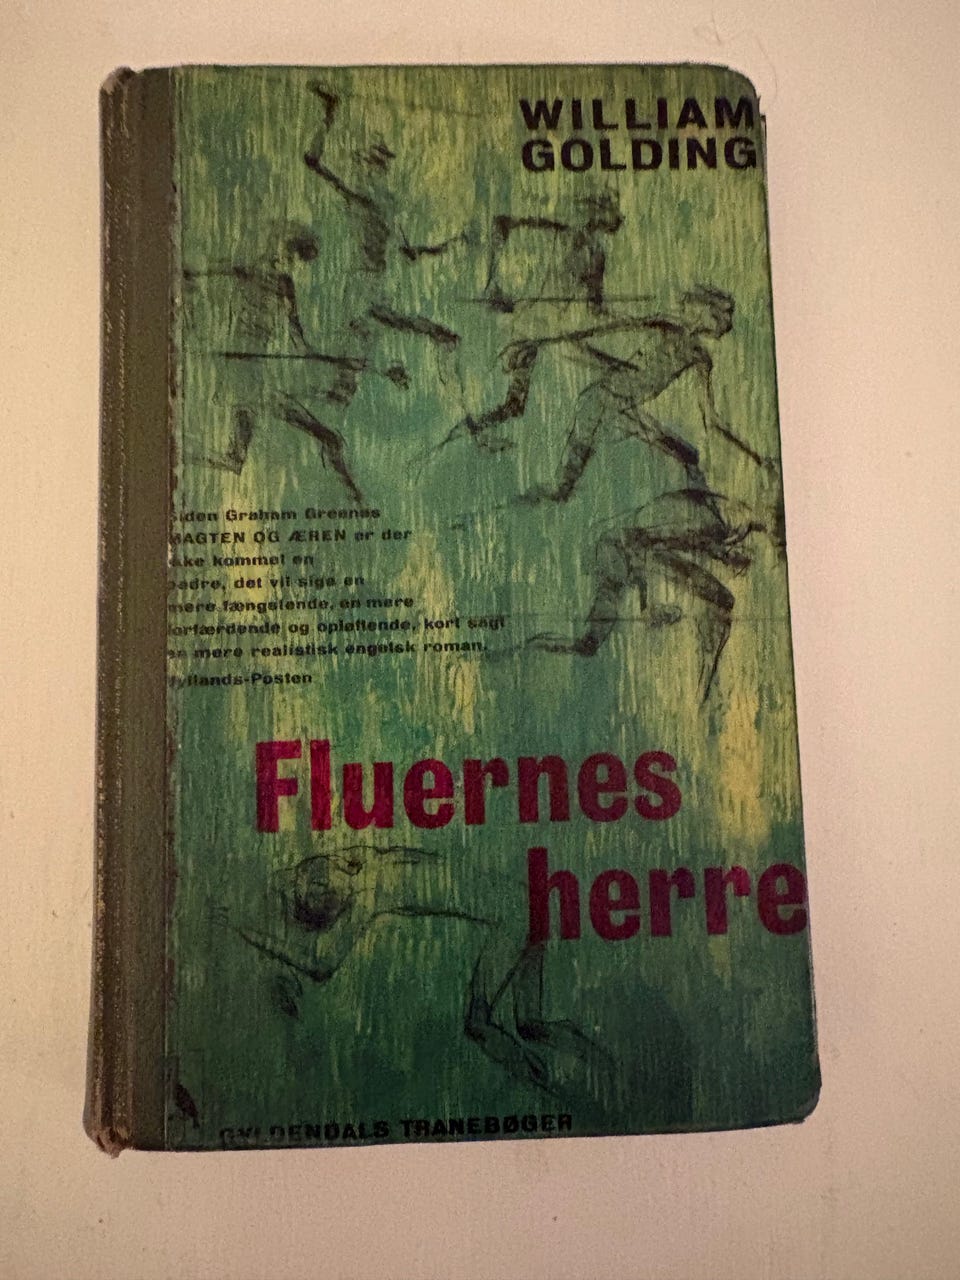 WILLIAM
GOLDING
iden Graham Greenes
MAGTEN OG ÆREN er der
ikke kommet en
bedre, det vil sige en
mere fængslende, en mere
forfærdende og opløftende, kort sagt
en mere realistisk engelsk roman.
Jyllands-Posten
Fluernes
herre
GYLDENDALS TRANEBØGER